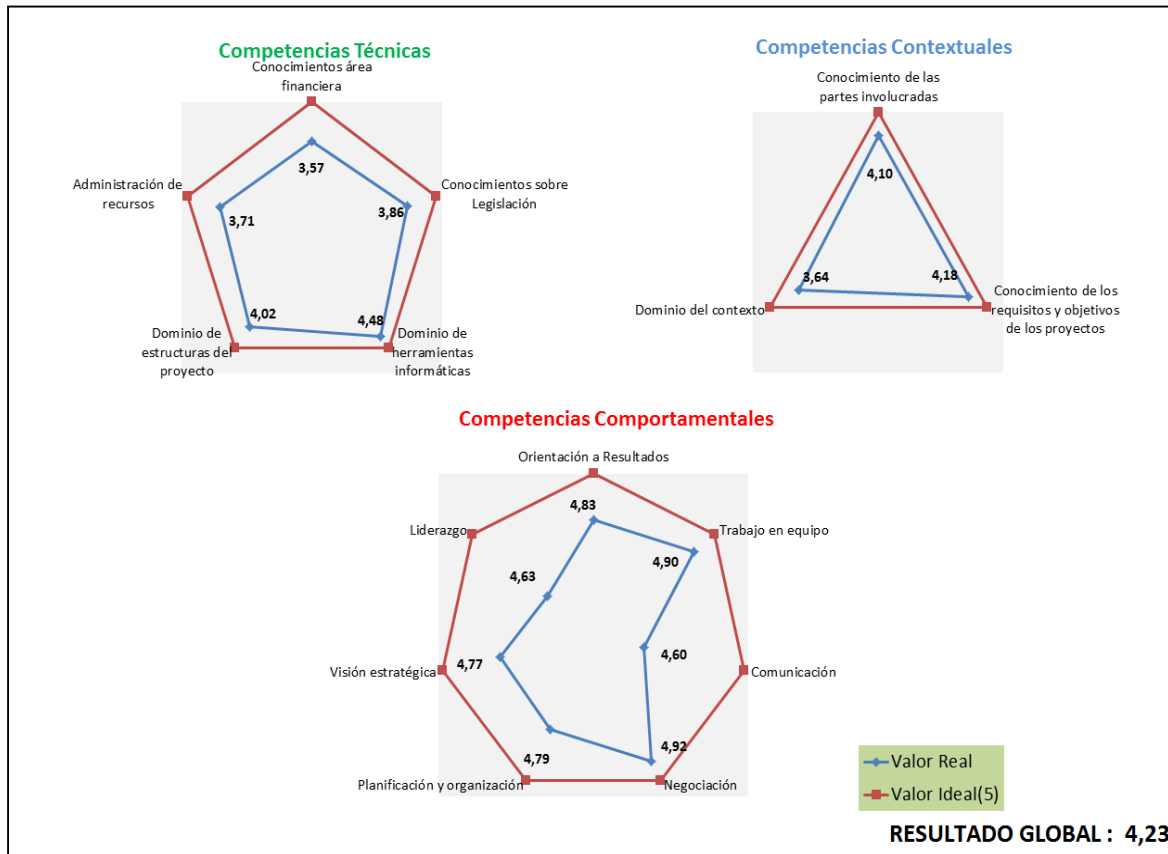 Competencias Técnicas
Conocimientos área
financiera
3,57
Administración de
recursos
3,71
Conocimientos sobre
Legislación
3,86
4,02
4,48
Dominio de
estructuras del
proyecto
Dominio de
herramientas
informáticas
Competencias Contextuales
Conocimiento de las
partes involucradas
4,10
3,64
4,18
Dominio del contexto
Conocimiento de los
requisitos y objetivos
de los proyectos
Competencias Comportamentales
Orientación a Resultados
4,83
Liderazgo
Trabajo en equipo
4,90
4,63
4,60
Visión estratégica
4,77
Comunicación
4,92
4,79
Planificación y organización
Negociación
Valor Real
Valor Ideal(5)
RESULTADO GLOBAL : 4,23